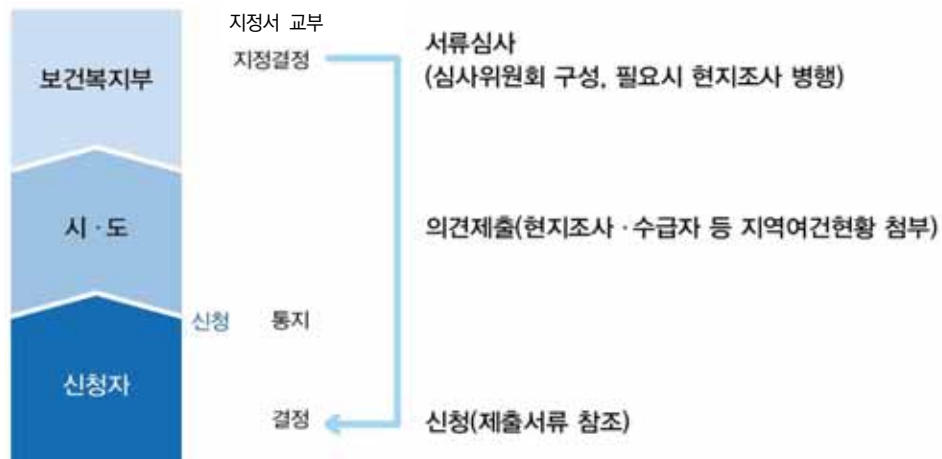 지정서 교부
지정결정
서류심사
(심사위원회 구성, 필요시 현지조사 병행)
보건복지부
시·도
의견제출(현지조사·수급자 등 지역여건현황 첨부)
신청 통지
신청자
결정
신청(제출서류 참조)